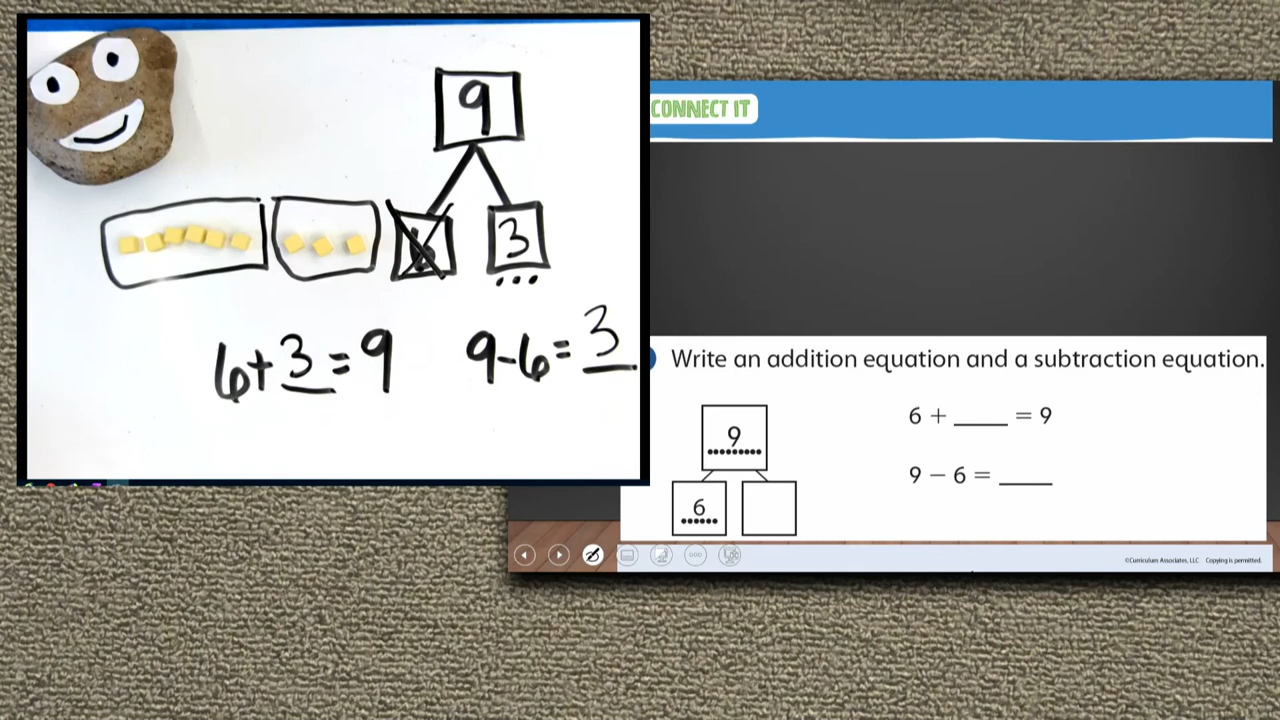 9
6
3
6+3=9
9-6=3
CONNECT IT
Write an addition equation and a subtraction equation.
9
6
6 + ____ = 9
9 – 6 = ____
©Curriculum Associates, LLC Copying is permitted.